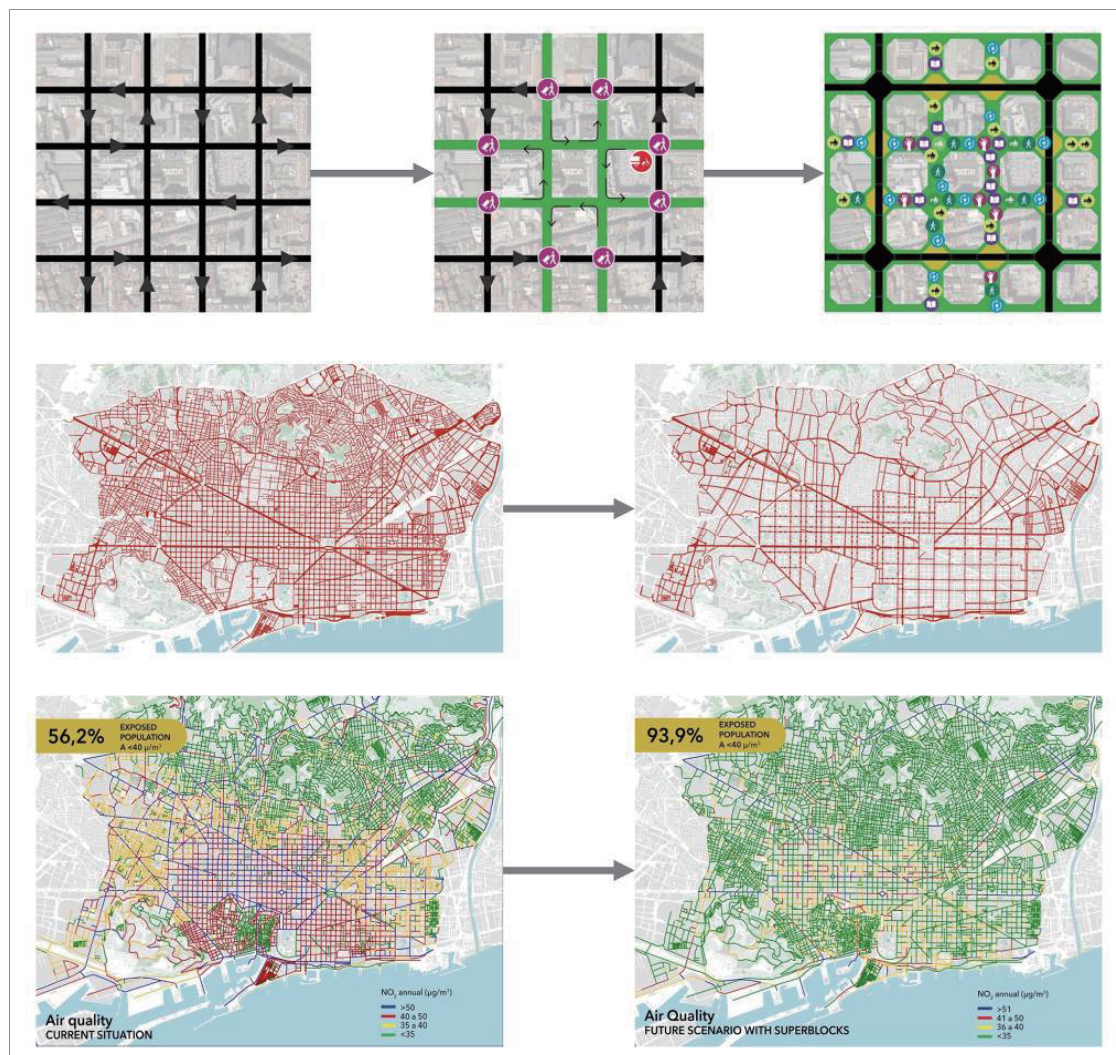 56,2%
EXPOSED
POPULATION
A <40 µ/m³
NO₂ annual (µg/m³)
>50
40 a 50
35 a 40
<35
Air quality
CURRENT SITUATION
93,9%
EXPOSED
POPULATION
A <40 µ/m³
NO₂ annual (µg/m³)
>51
41 a 50
36 a 40
<35
Air Quality
FUTURE SCENARIO WITH SUPERBLOCKS